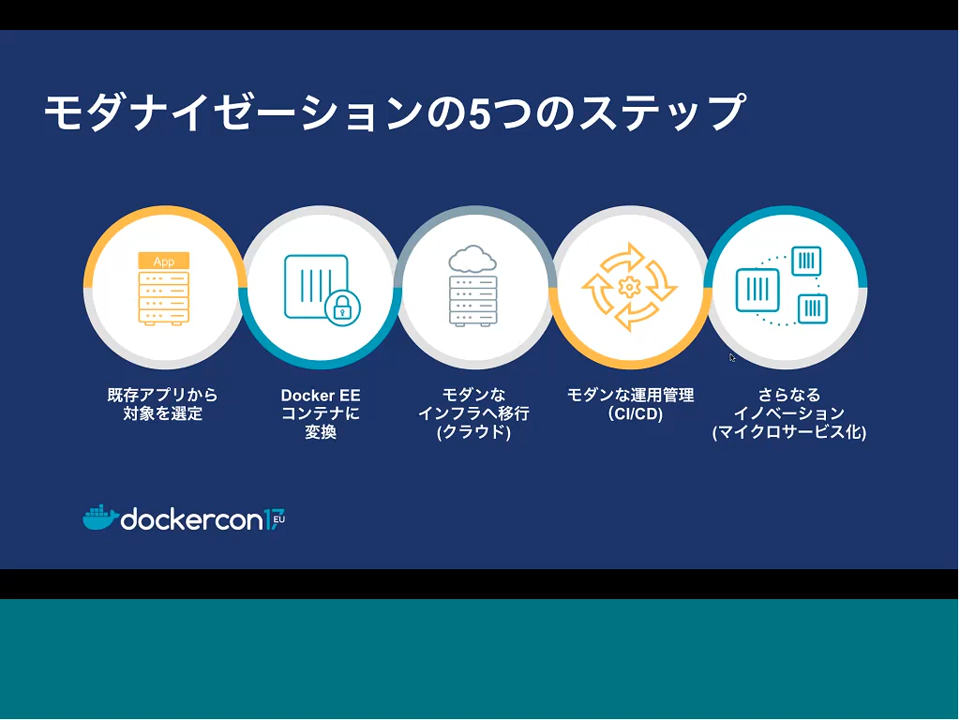 モダナイゼーションの5つのステップ
App
既存アプリから
対象を選定
Docker EE
コンテナに
変換
モダンな
インフラへ移行
(クラウド)
モダンな運用管理
（CI/CD)
さらなる
イノベーション
(マイクロサービス化)
dockercon17 EU